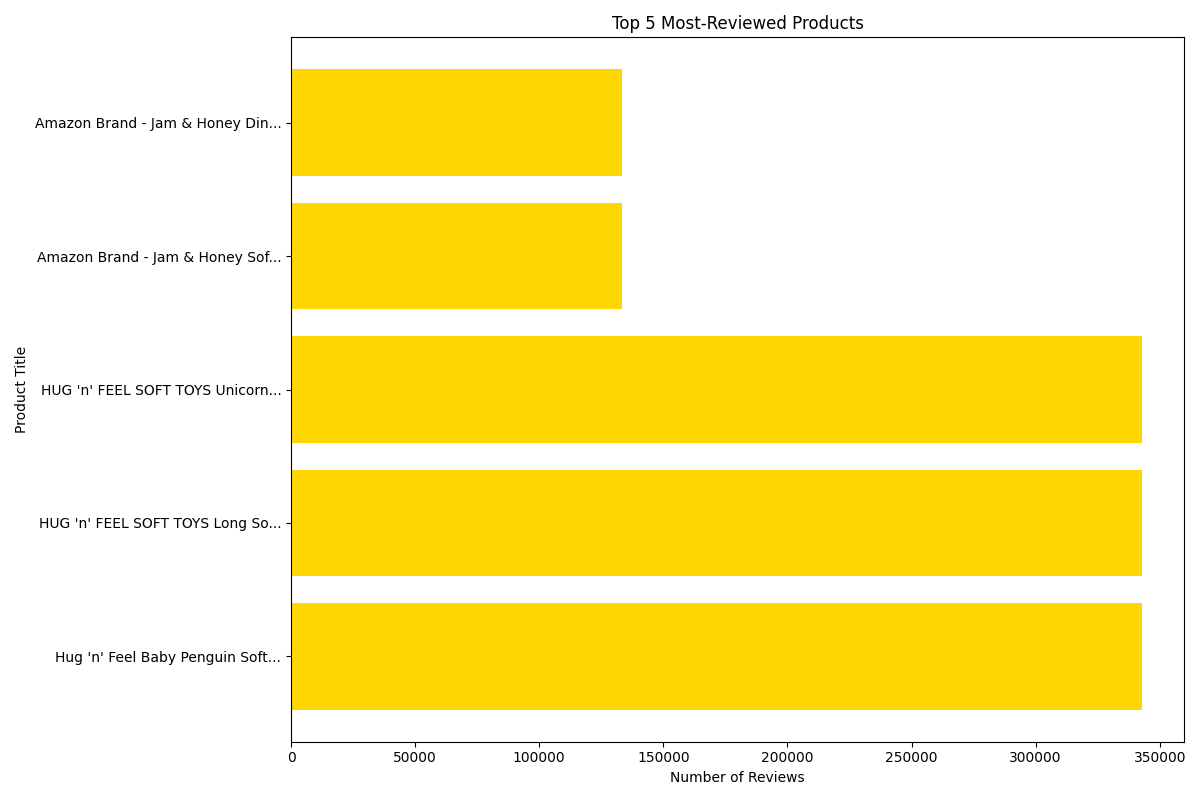 Top 5 Most-Reviewed Products
Amazon Brand - Jam & Honey Din...
Amazon Brand - Jam & Honey Sof...
HUG 'n' FEEL SOFT TOYS Unicorn...
HUG 'n' FEEL SOFT TOYS Long So...
Hug 'n' Feel Baby Penguin Soft...
Product Title
0 50000 100000 150000 200000 250000 300000 350000
Number of Reviews